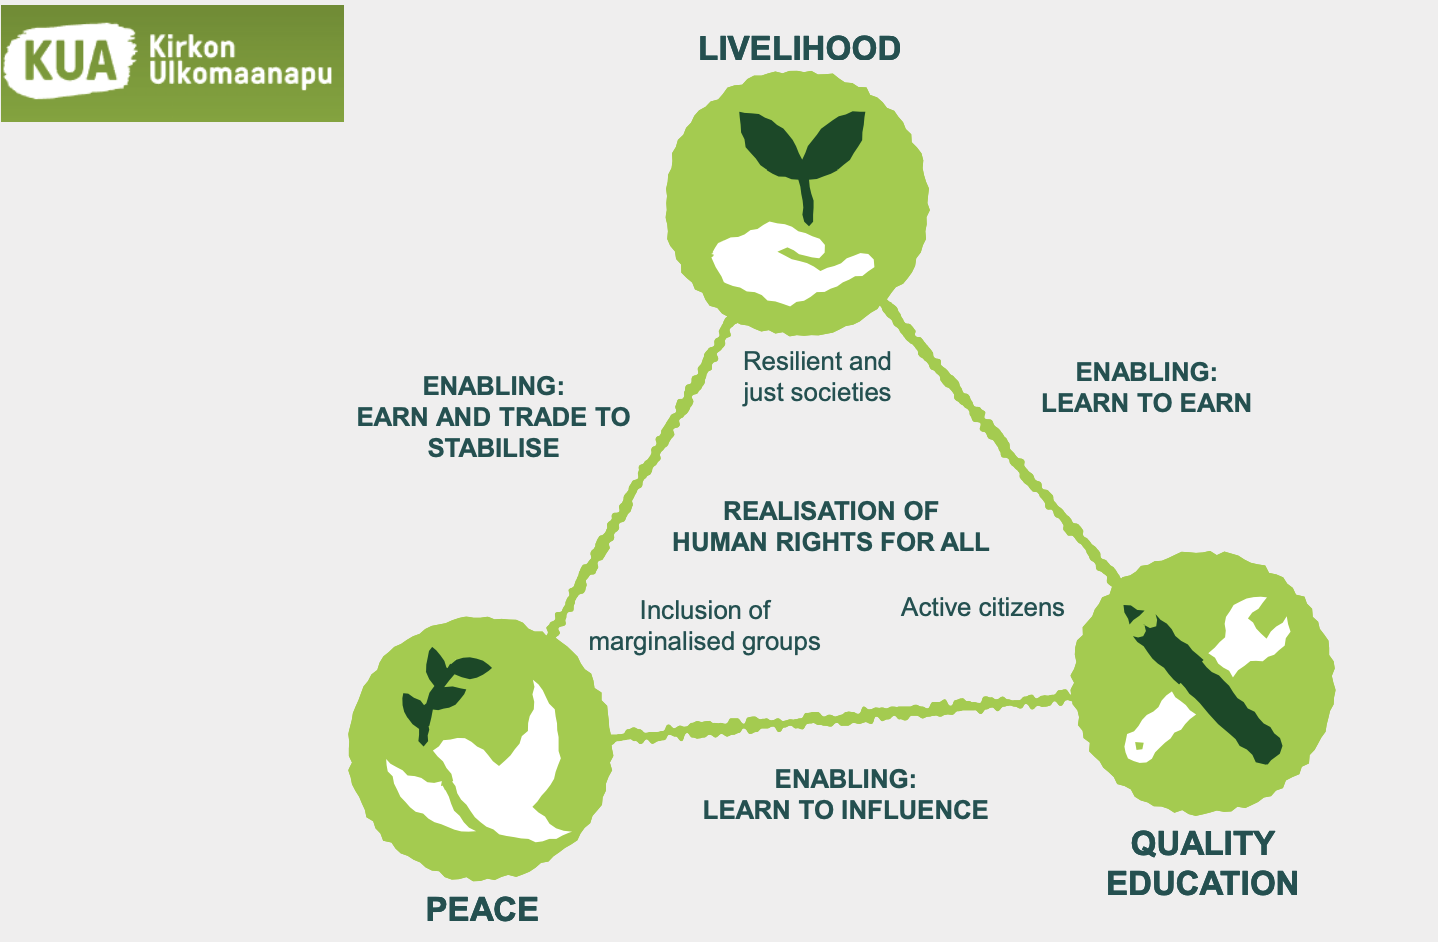 KUA Kirkon
Ulkomaanapu
LIVELIHOOD
Resilient and
just societies
ENABLING:
EARN AND TRADE TO
STABILISE
ENABLING:
LEARN TO EARN
REALISATION OF
HUMAN RIGHTS FOR ALL
Inclusion of
marginalised groups
Active citizens
ENABLING:
LEARN TO INFLUENCE
QUALITY
EDUCATION
PEACE